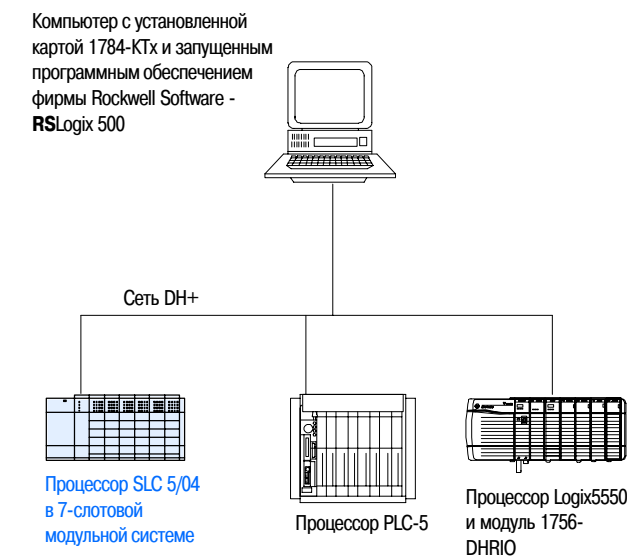 Компьютер с установленной
картой 1784-KTx и запущенным
программным обеспечением
фирмы Rockwell Software -
RSLogix 500
Сеть DH+
Процессор SLC 5/04
в 7-слотовой
модульной системе
Процессор PLC-5
Процессор Logix5550
и модуль 1756-
DHRIO